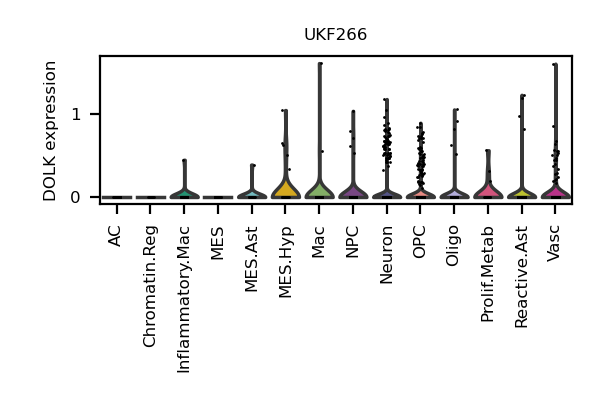 UKF266
DOLK expression
1
0
AC
Chromatin.Reg
Inflammatory.Mac
MES
MES.Ast
MES.Hyp
Mac
NPC
Neuron
OPC
Oligo
Prolif.Metab
Reactive.Ast
Vasc